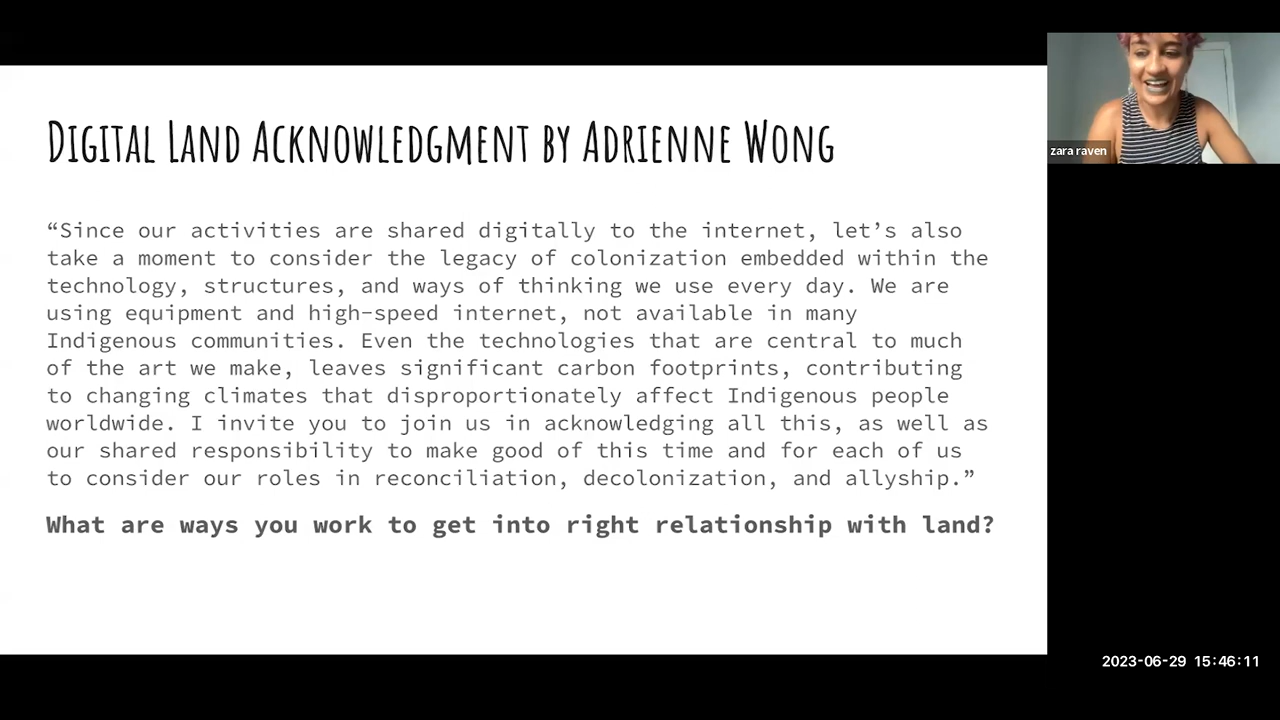 DIGITAL LAND ACKNOWLEDGMENT BY ADRIENNE WONG
“Since our activities are shared digitally to the internet, let’s also
take a moment to consider the legacy of colonization embedded within the
technology, structures, and ways of thinking we use every day. We are
using equipment and high-speed internet, not available in many
Indigenous communities. Even the technologies that are central to much
of the art we make, leaves significant carbon footprints, contributing
to changing climates that disproportionately affect Indigenous people
worldwide. I invite you to join us in acknowledging all this, as well as
our shared responsibility to make good of this time and for each of us
to consider our roles in reconciliation, decolonization, and allyship.”
What are ways you work to get into right relationship with land?
zara raven
2023-06-29 15:46:11